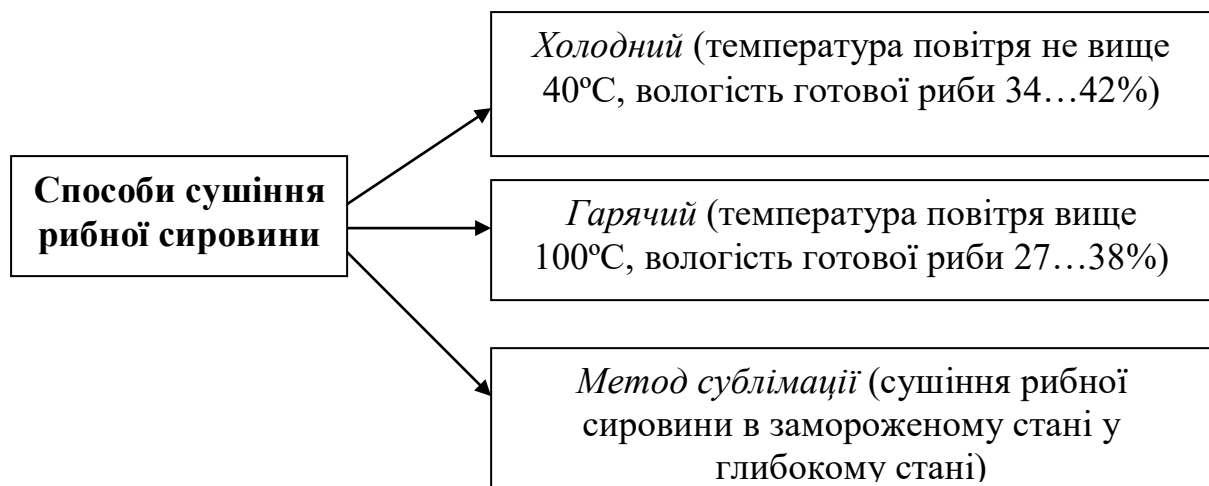 Способи сушіння
рибної сировини
Холодний (температура повітря не вище
40ºС, вологість готової риби 34…42%)
Гарячий (температура повітря вище
100ºС, вологість готової риби 27…38%)
Метод сублімації (сушіння рибної
сировини в замороженому стані у
глибокому стані)